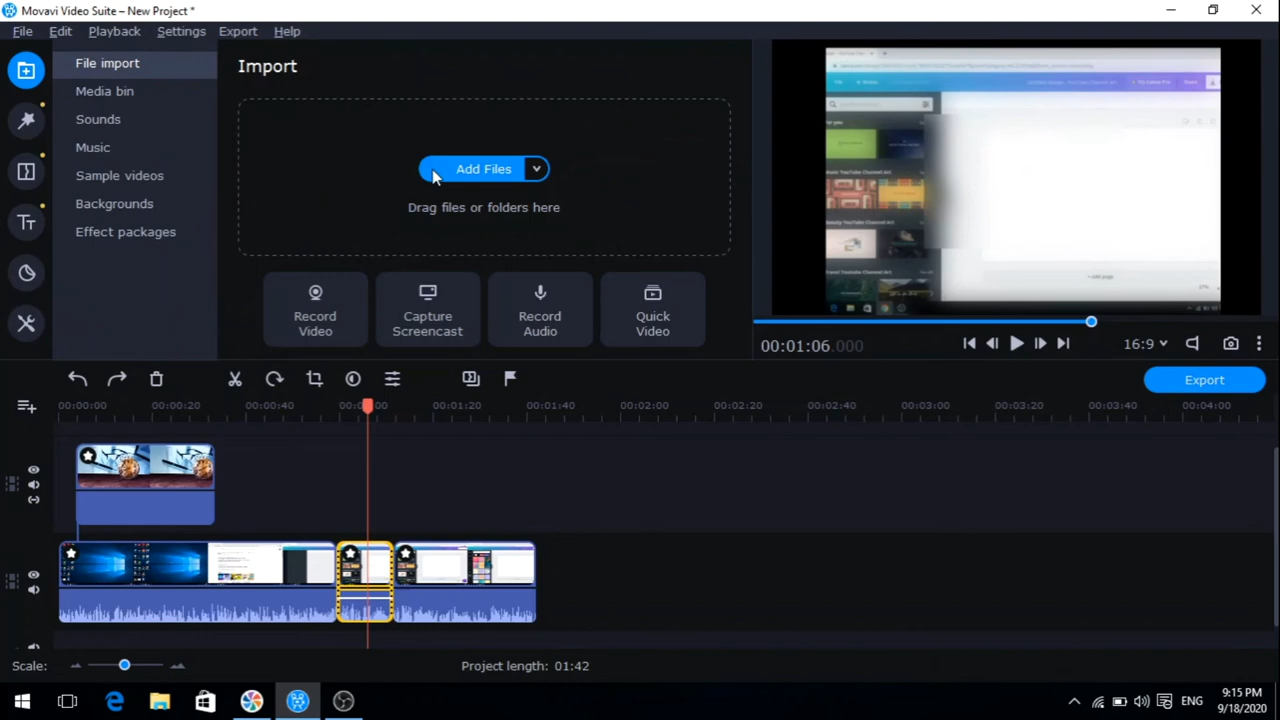 Movavi Video Suite – New Project *
File Edit Playback Settings Export Help
File import
Media bin
Sounds
Music
Sample videos
Backgrounds
Effect packages
Import
Add Files
Drag files or folders here
Record Video
Capture Screencast
Record Audio
Quick Video
00:01:06.000
16:9
Export
00:00:00 00:00:20 00:00:40 00:01:20 00:01:40 00:02:00 00:02:20 00:02:40 00:03:00 00:03:20 00:03:40 00:04:00
Scale:
Project length: 01:42
ENG
9:15 PM
9/18/2020